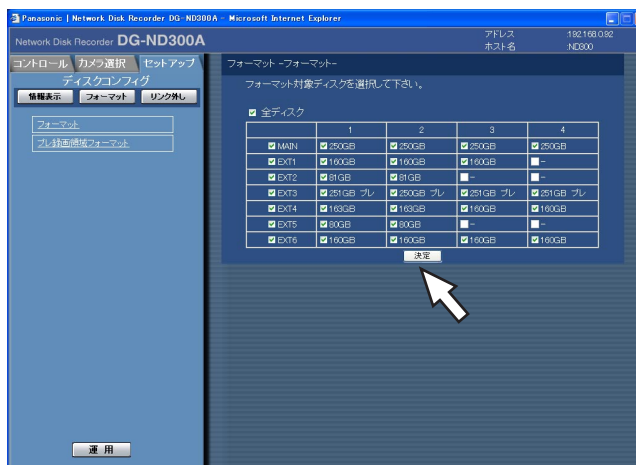 Panasonic | Network Disk Recorder DG-ND300A - Microsoft Internet Explorer
Network Disk Recorder DG-ND300A
アドレス :192.168.0.92
ホスト名 :ND300
コントロール カメラ選択 セットアップ
ディスクコンフィグ
情報表示 フォーマット リンク外し
フォーマット
プレ録画領域フォーマット
運用
フォーマット -フォーマット-
フォーマット対象ディスクを選択して下さい。
全ディスク
1 2 3 4
MAIN 250GB 250GB 250GB 250GB
EXT1 160GB 160GB 160GB -
EXT2 81GB 81GB - -
EXT3 251GB プレ 250GB プレ 251GB プレ 251GB プレ
EXT4 163GB 163GB 160GB 160GB
EXT5 80GB 80GB - -
EXT6 160GB 160GB 160GB 160GB
決定